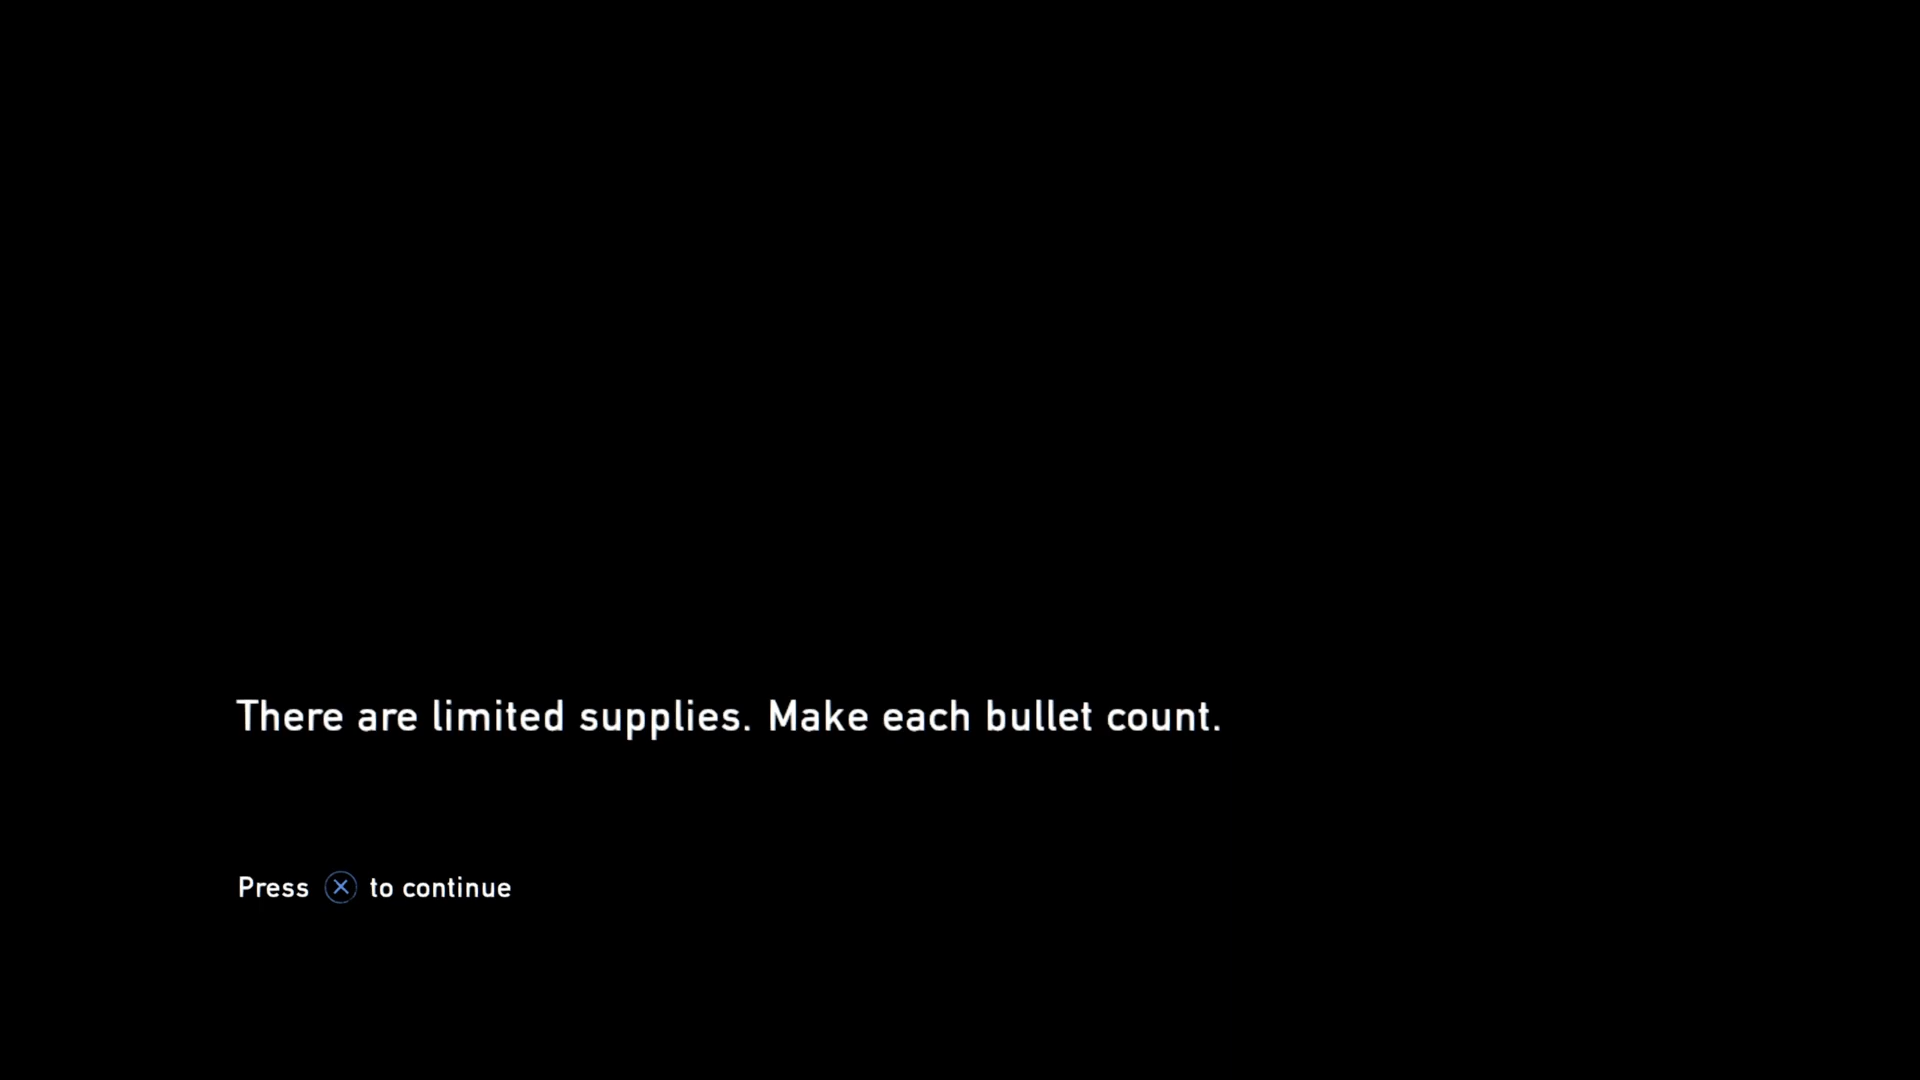 There are limited supplies. Make each bullet count.
Press ⓧ to continue